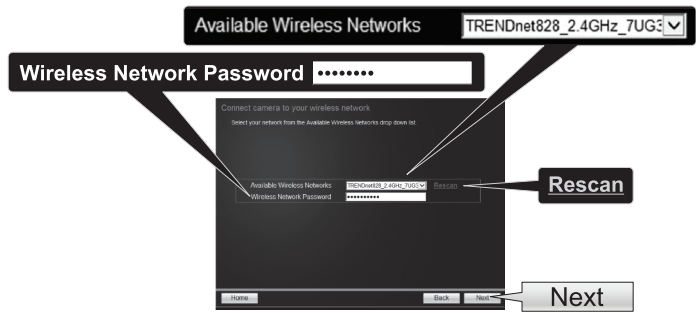 Available Wireless Networks TRENDnet828_2.4GHz_7UG3
Wireless Network Password ••••••••
Connect camera to your wireless network
Select your network from the Available Wireless Networks drop down list.
Available Wireless Networks TRENDnet828_2.4GHz_7UG3 Rescan
Wireless Network Password ••••••••••
Rescan
Home Back Next
Next